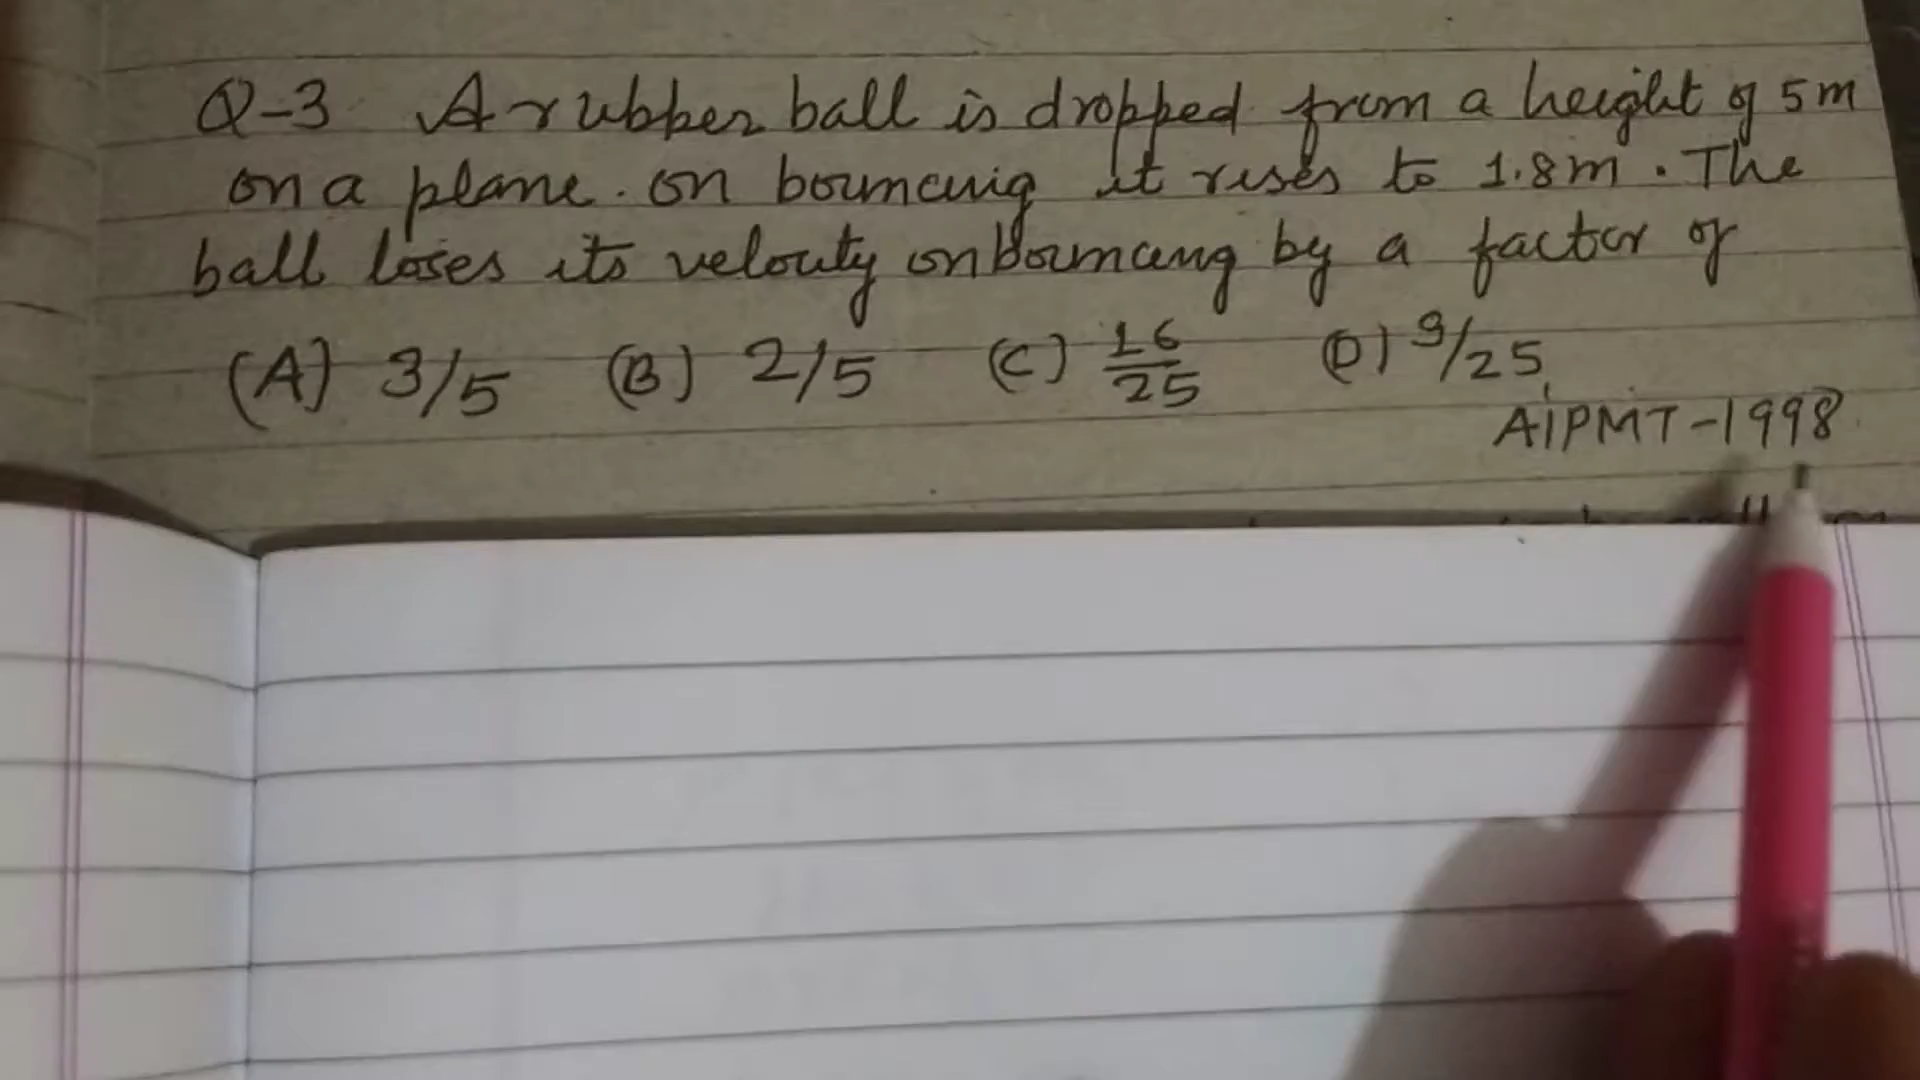 Q-3 A rubber ball is dropped from a height of 5m
on a plane. on bouncing it rises to 1.8m. The
ball loses its velocity on bouncing by a factor of
(A) 3/5 (B) 2/5 (C) 16/25 (D) 9/25
AIPMT-1998